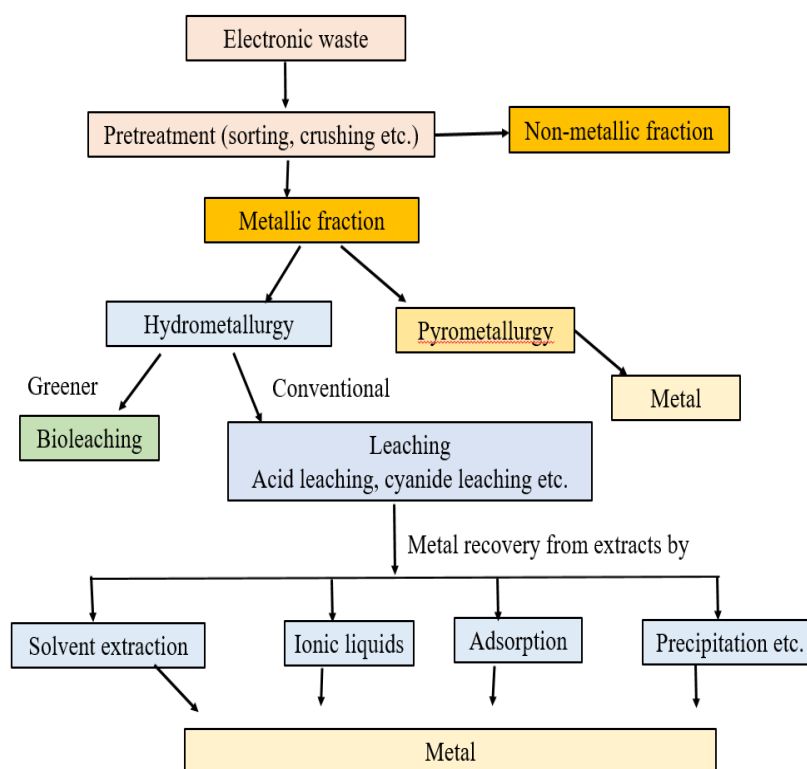 Electronic waste
Pretreatment (sorting, crushing etc.)
Non-metallic fraction
Metallic fraction
Hydrometallurgy
Pyrometallurgy
Greener
Conventional
Metal
Bioleaching
Leaching
Acid leaching, cyanide leaching etc.
Metal recovery from extracts by
Solvent extraction
Ionic liquids
Adsorption
Precipitation etc.
Metal